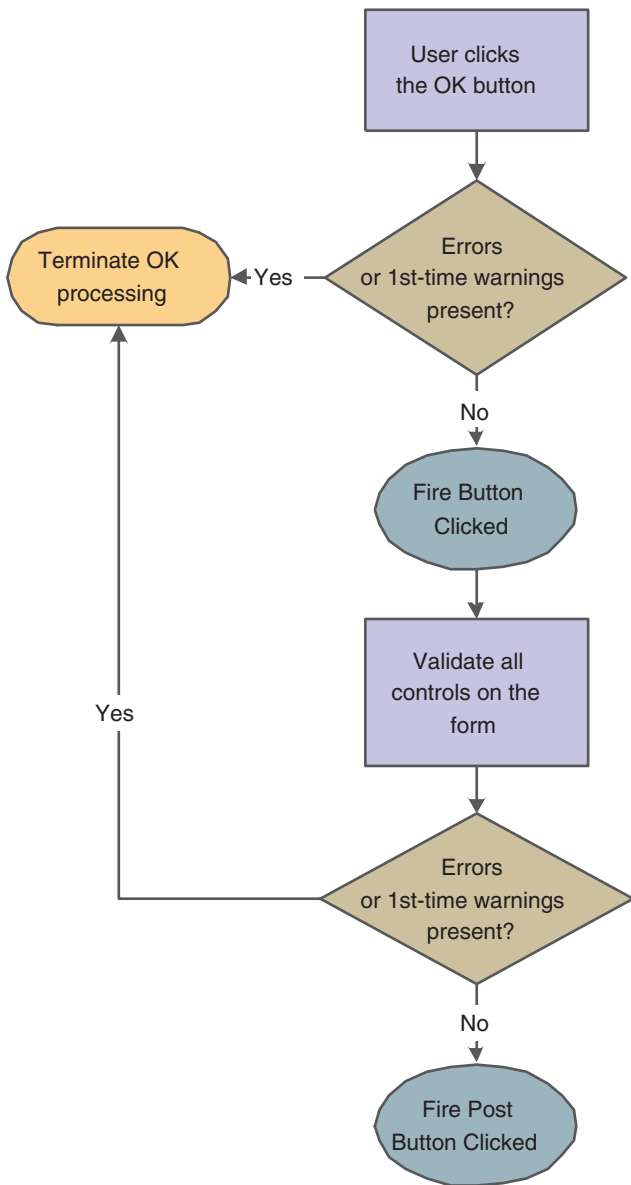 User clicks
the OK button
Errors
or 1st-time warnings
present?
Yes
Terminate OK
processing
No
Fire Button
Clicked
Validate all
controls on the
form
Yes
Errors
or 1st-time warnings
present?
No
Fire Post
Button Clicked